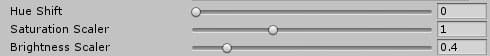 Hue Shift 0
Saturation Scaler 1
Brightness Scaler 0.4